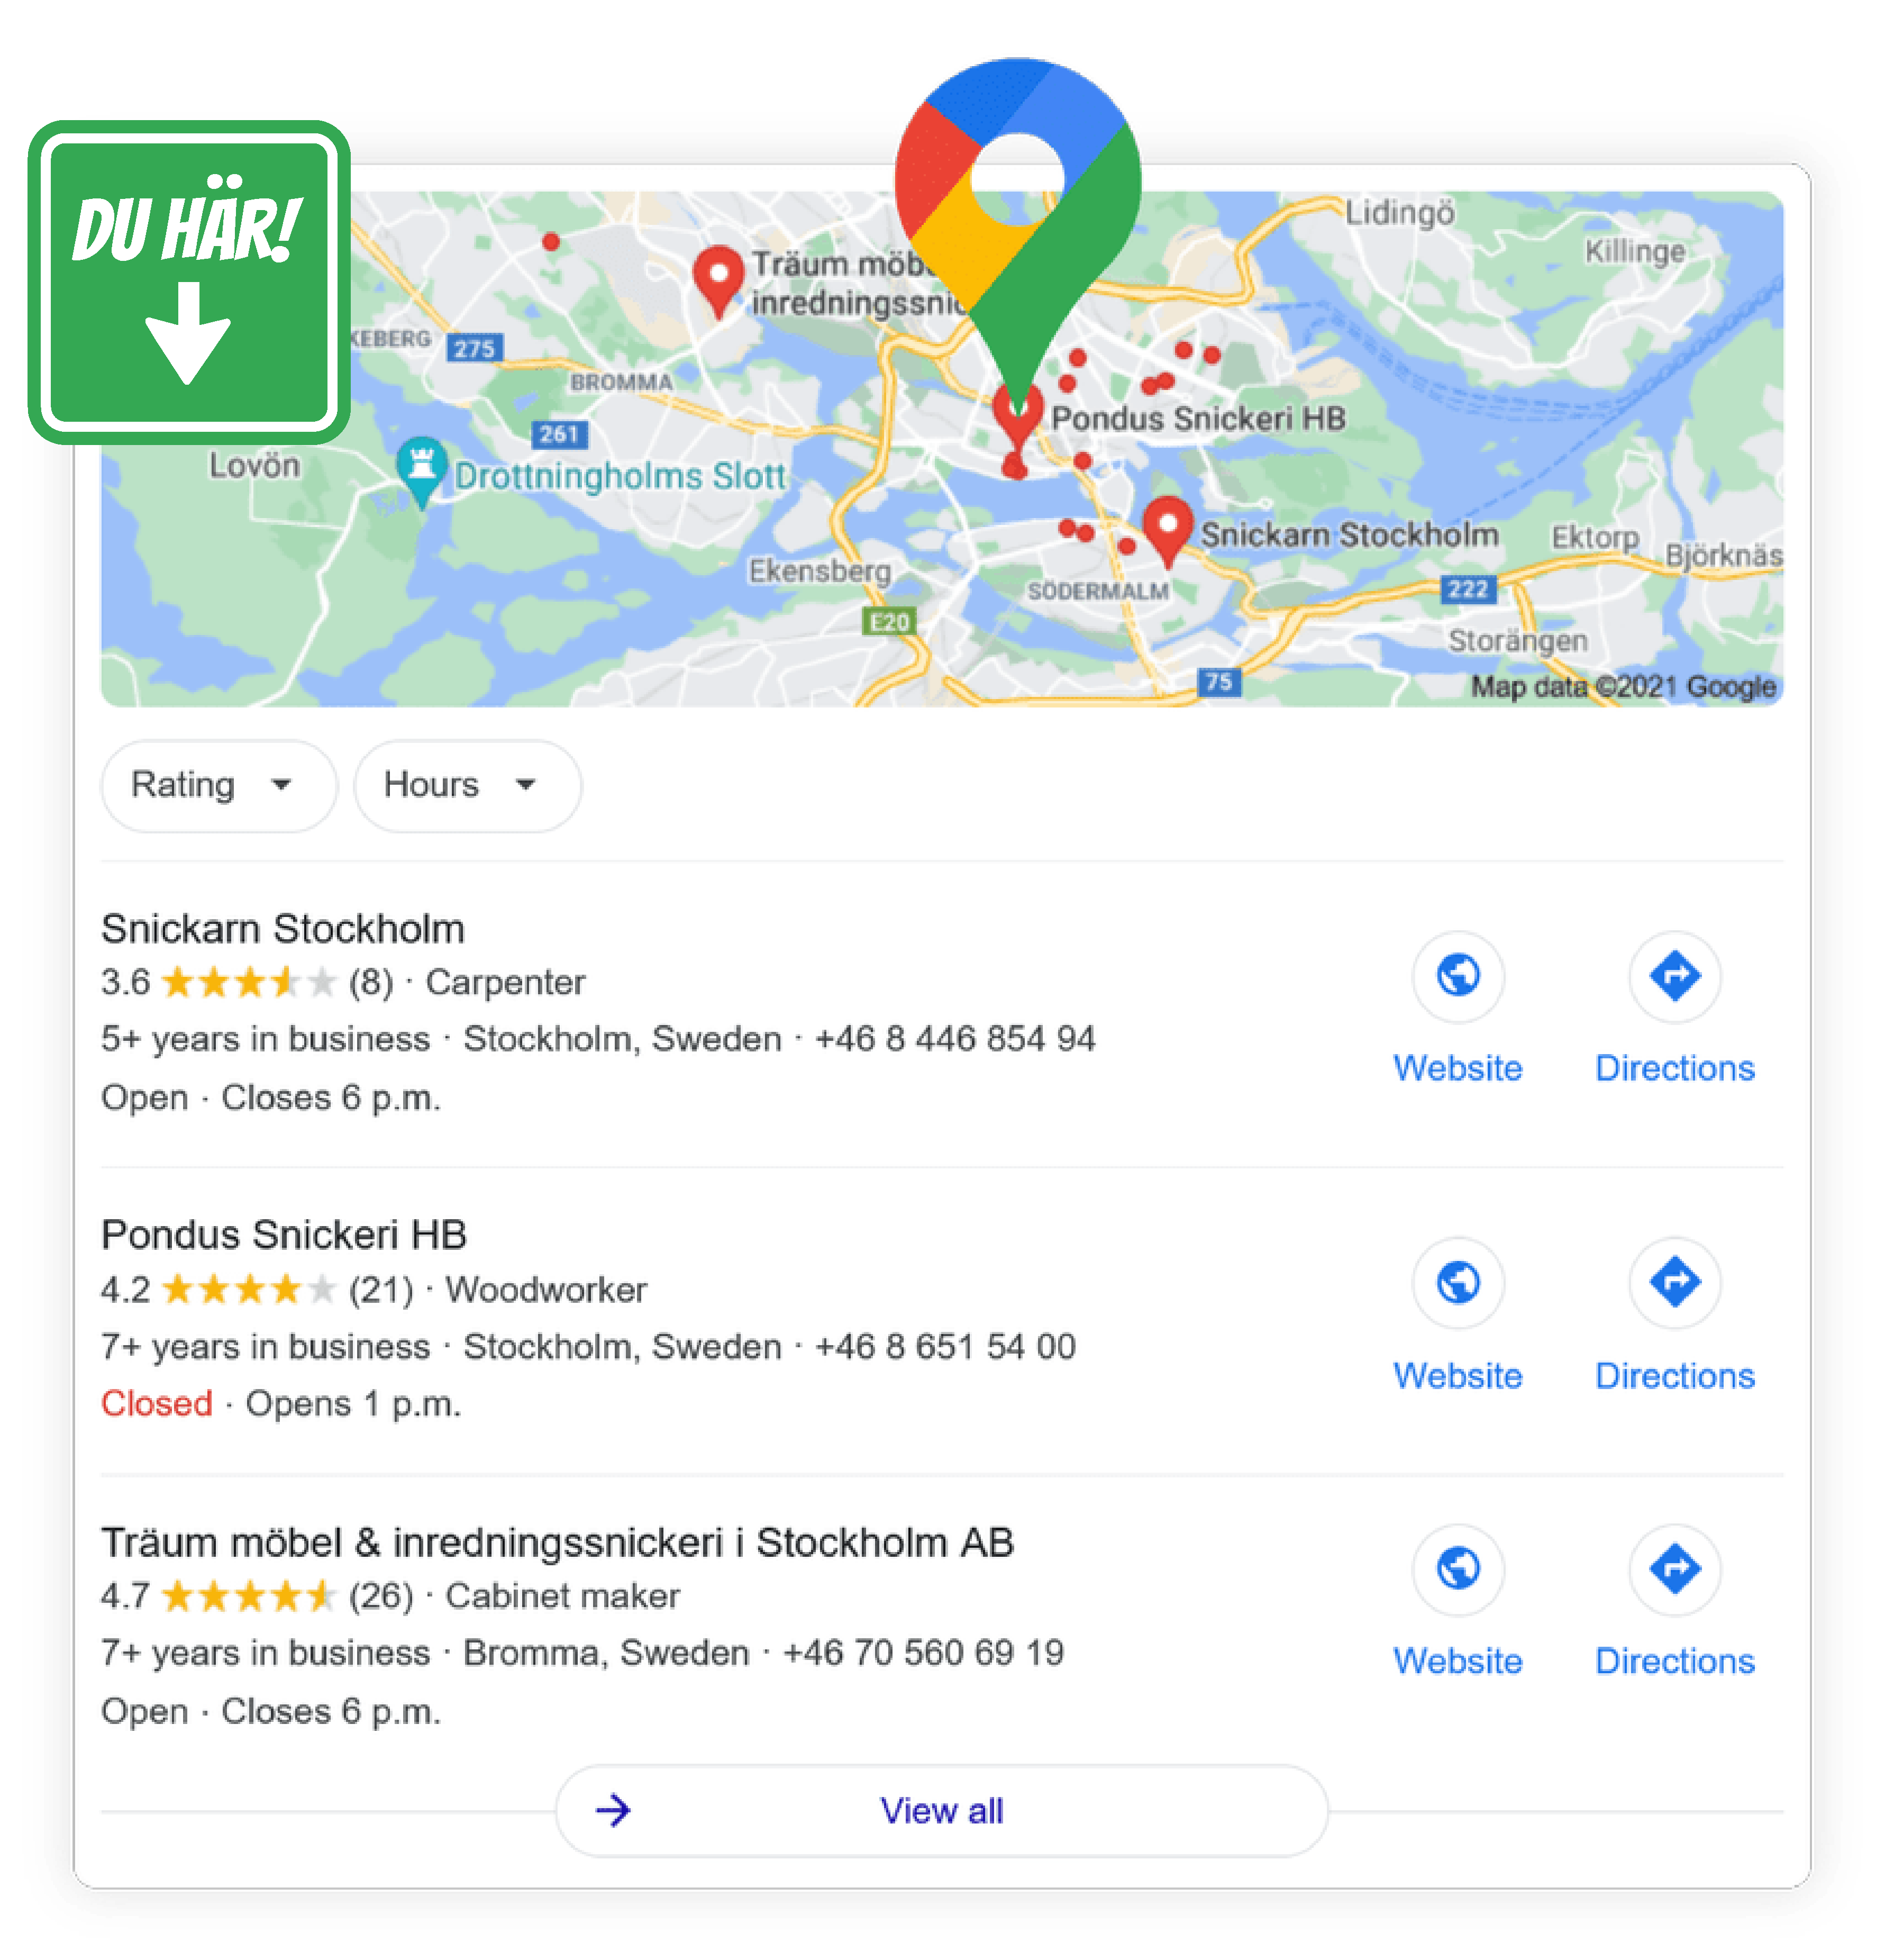 DU HÄR!
Lidingö
Killinge
Träum möb
inredningssnic
KEBERG
275
BROMMA
261
Pondus Snickeri HB
Lovön
Drottningholms Slott
Snickarn Stockholm
Ektorp
Björknäs
Ekensberg
SÖDERMALM
222
E20
Storängen
75
Map data ©2021 Google
Rating
Hours
Snickarn Stockholm
3.6 (8) · Carpenter
5+ years in business · Stockholm, Sweden · +46 8 446 854 94
Open · Closes 6 p.m.
Website
Directions
Pondus Snickeri HB
4.2 (21) · Woodworker
7+ years in business · Stockholm, Sweden · +46 8 651 54 00
Closed · Opens 1 p.m.
Website
Directions
Träum möbel & inredningssnickeri i Stockholm AB
4.7 (26) · Cabinet maker
7+ years in business · Bromma, Sweden · +46 70 560 69 19
Open · Closes 6 p.m.
Website
Directions
View all